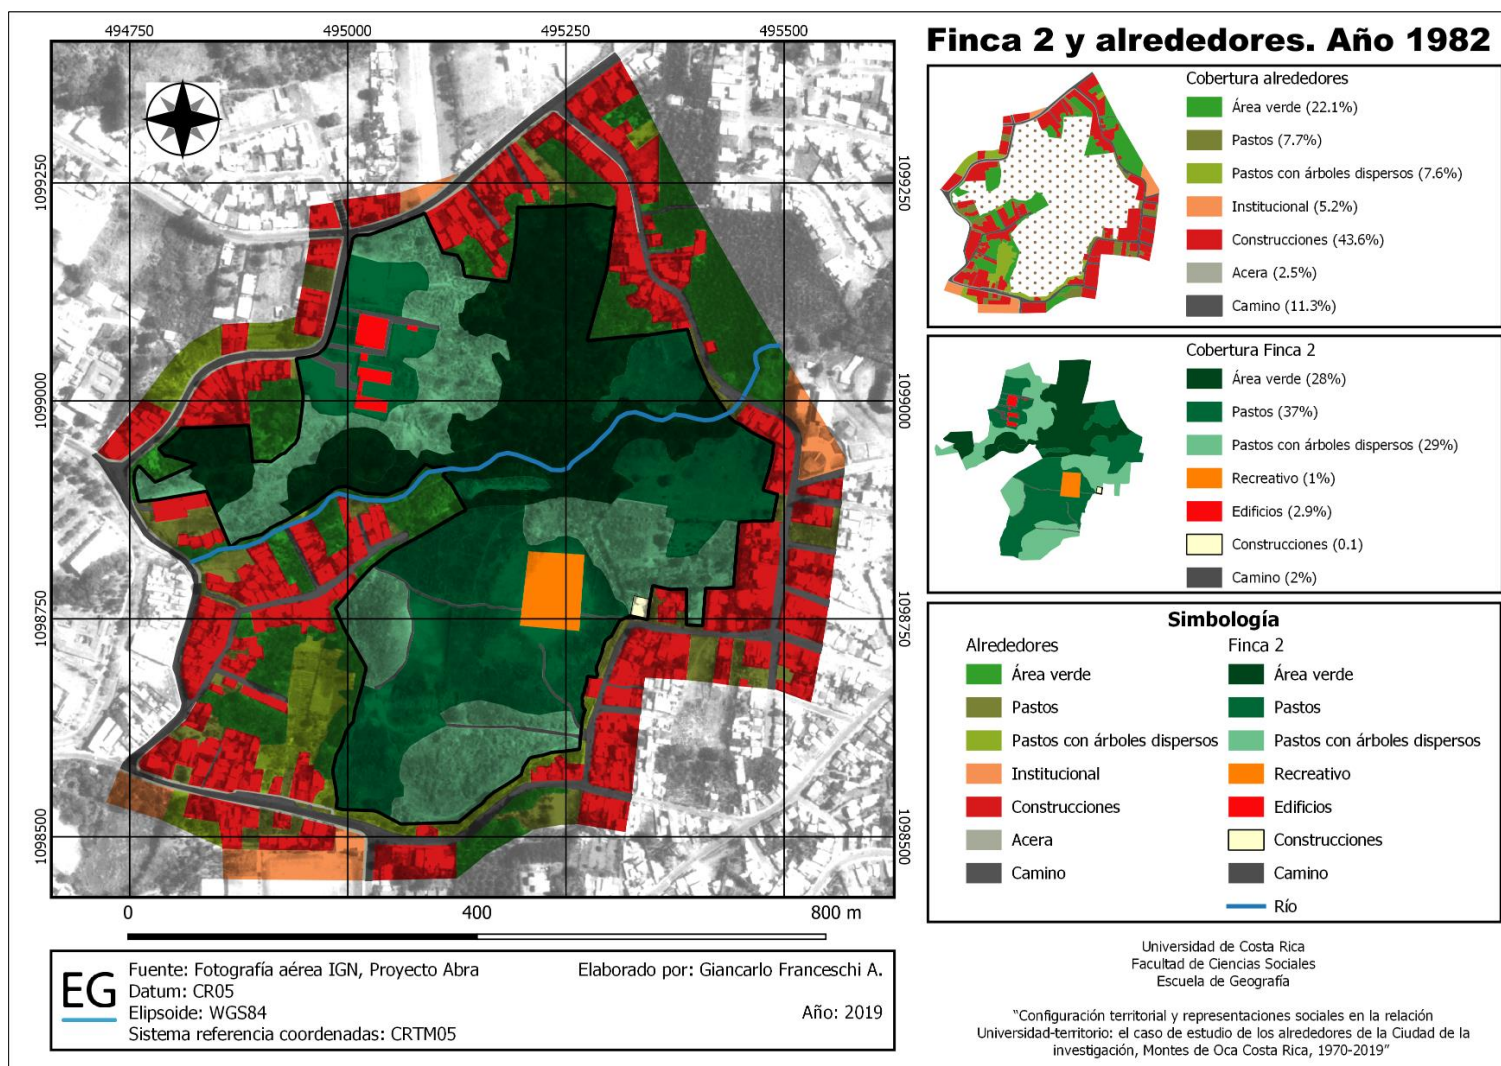 Finca 2 y alrededores. Año 1982
494750
495000
495250
495500
1099250
1099000
1098750
1098500
1099250
1099000
1098750
1098500
0
400
800 m
Cobertura alrededores
Área verde (22.1%)
Pastos (7.7%)
Pastos con árboles dispersos (7.6%)
Institucional (5.2%)
Construcciones (43.6%)
Acera (2.5%)
Camino (11.3%)
Cobertura Finca 2
Área verde (28%)
Pastos (37%)
Pastos con árboles dispersos (29%)
Recreativo (1%)
Edificios (2.9%)
Construcciones (0.1)
Camino (2%)
Simbología
Alrededores
Área verde
Pastos
Pastos con árboles dispersos
Institucional
Construcciones
Acera
Camino
Finca 2
Área verde
Pastos
Pastos con árboles dispersos
Recreativo
Edificios
Construcciones
Camino
Río
EG
Fuente: Fotografía aérea IGN, Proyecto Abra
Datum: CR05
Elipsoide: WGS84
Sistema referencia coordenadas: CRTM05
Elaborado por: Giancarlo Franceschi A.
Año: 2019
Universidad de Costa Rica
Facultad de Ciencias Sociales
Escuela de Geografía
“Configuración territorial y representaciones sociales en la relación
Universidad-territorio: el caso de estudio de los alrededores de la Ciudad de la
investigación, Montes de Oca Costa Rica, 1970-2019”